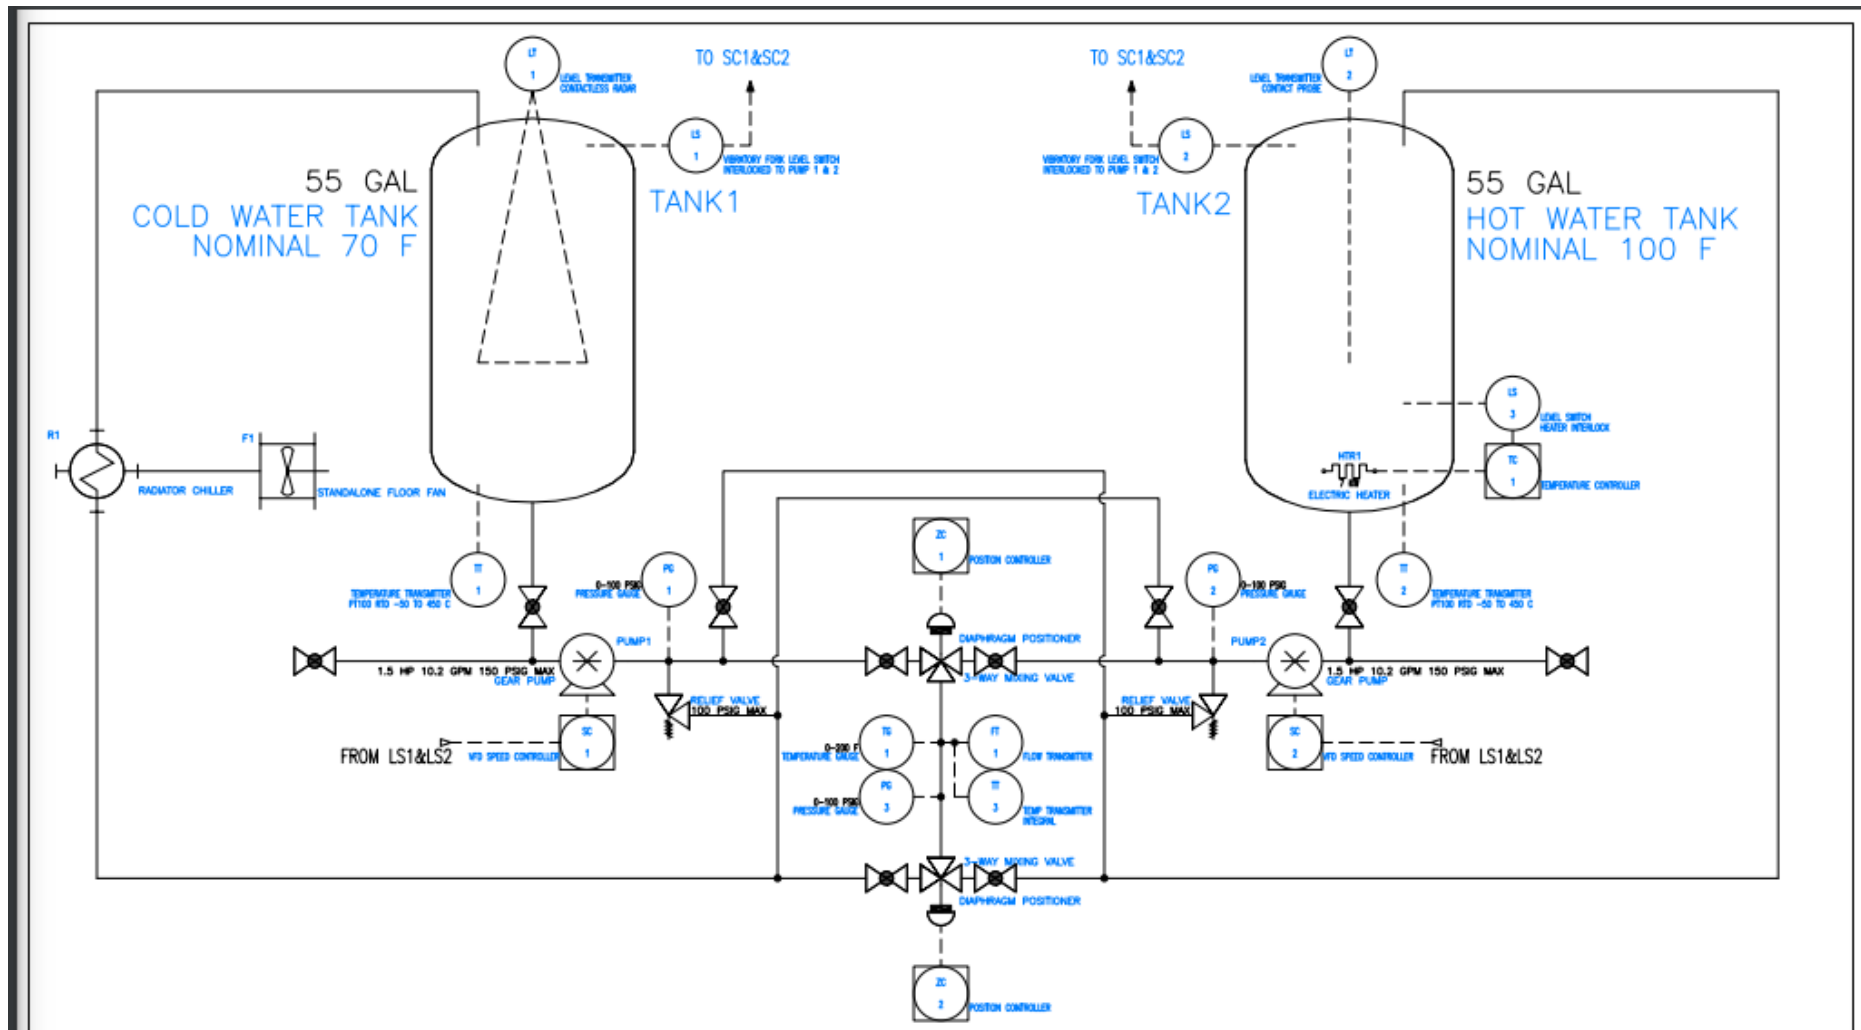 LT
1
LEVEL TRANSMITTER
CONTACTLESS RADAR
TO SC1&SC2
TO SC1&SC2
LT
2
LEVEL TRANSMITTER
CONTACT PROBE
LS
1
VIBRATORY FORK LEVEL SWITCH
INTERLOCKED TO PUMP 1 & 2
LS
2
VIBRATORY FORK LEVEL SWITCH
INTERLOCKED TO PUMP 1 & 2
55 GAL
COLD WATER TANK
NOMINAL 70 F
TANK1
TANK2
55 GAL
HOT WATER TANK
NOMINAL 100 F
LS
3
LEVEL SWITCH
HEATER INTERLOCK
R1
F1
RADIATOR CHILLER
STANDALONE FLOOR FAN
HTR1
ELECTRIC HEATER
TC
1
TEMPERATURE CONTROLLER
ZC
1
POSITION CONTROLLER
TT
1
TEMPERATURE TRANSMITTER
PT100 RTD -50 TO 450 C
PG
1
0-100 PSIG
PRESSURE GAUGE
PG
2
0-100 PSIG
PRESSURE GAUGE
TT
2
TEMPERATURE TRANSMITTER
PT100 RTD -50 TO 450 C
PUMP1
DIAPHRAGM POSITIONER
PUMP2
1.5 HP 10.2 GPM 150 PSIG MAX
GEAR PUMP
3-WAY MIXING VALVE
1.5 HP 10.2 GPM 150 PSIG MAX
GEAR PUMP
RELIEF VALVE
100 PSIG MAX
RELIEF VALVE
100 PSIG MAX
SC
1
FROM LS1&LS2
VFD SPEED CONTROLLER
TG
1
0-200 F
TEMPERATURE GAUGE
FT
1
FLOW TRANSMITTER
SC
2
VFD SPEED CONTROLLER
FROM LS1&LS2
PG
3
0-100 PSIG
PRESSURE GAUGE
TT
3
TEMP TRANSMITTER
INTEGRAL
3-WAY MIXING VALVE
DIAPHRAGM POSITIONER
ZC
2
POSITION CONTROLLER